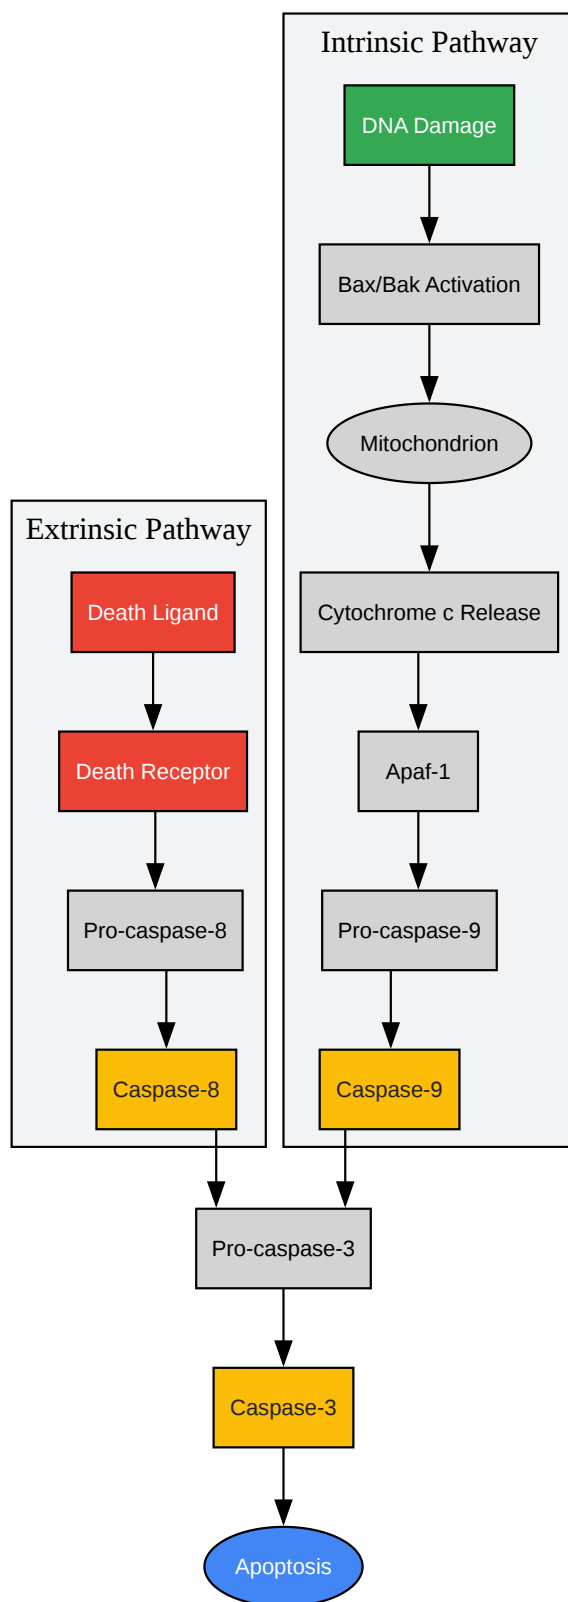 Intrinsic Pathway
DNA Damage
Bax/Bak Activation
Mitochondrion
Cytochrome c Release
Apaf-1
Pro-caspase-9
Caspase-9
Extrinsic Pathway
Death Ligand
Death Receptor
Pro-caspase-8
Caspase-8
Pro-caspase-3
Caspase-3
Apoptosis